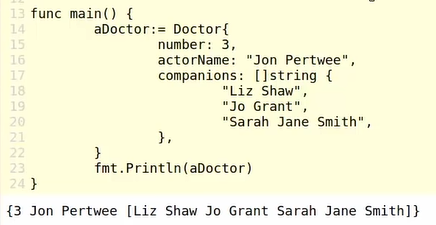 13 func main() {
14 aDoctor:= Doctor{
15 number: 3,
16 actorName: "Jon Pertwee",
17 companions: []string {
18 "Liz Shaw",
19 "Jo Grant",
20 "Sarah Jane Smith",
21 },
22 }
23 fmt.Println(aDoctor)
24 }
{3 Jon Pertwee [Liz Shaw Jo Grant Sarah Jane Smith]}